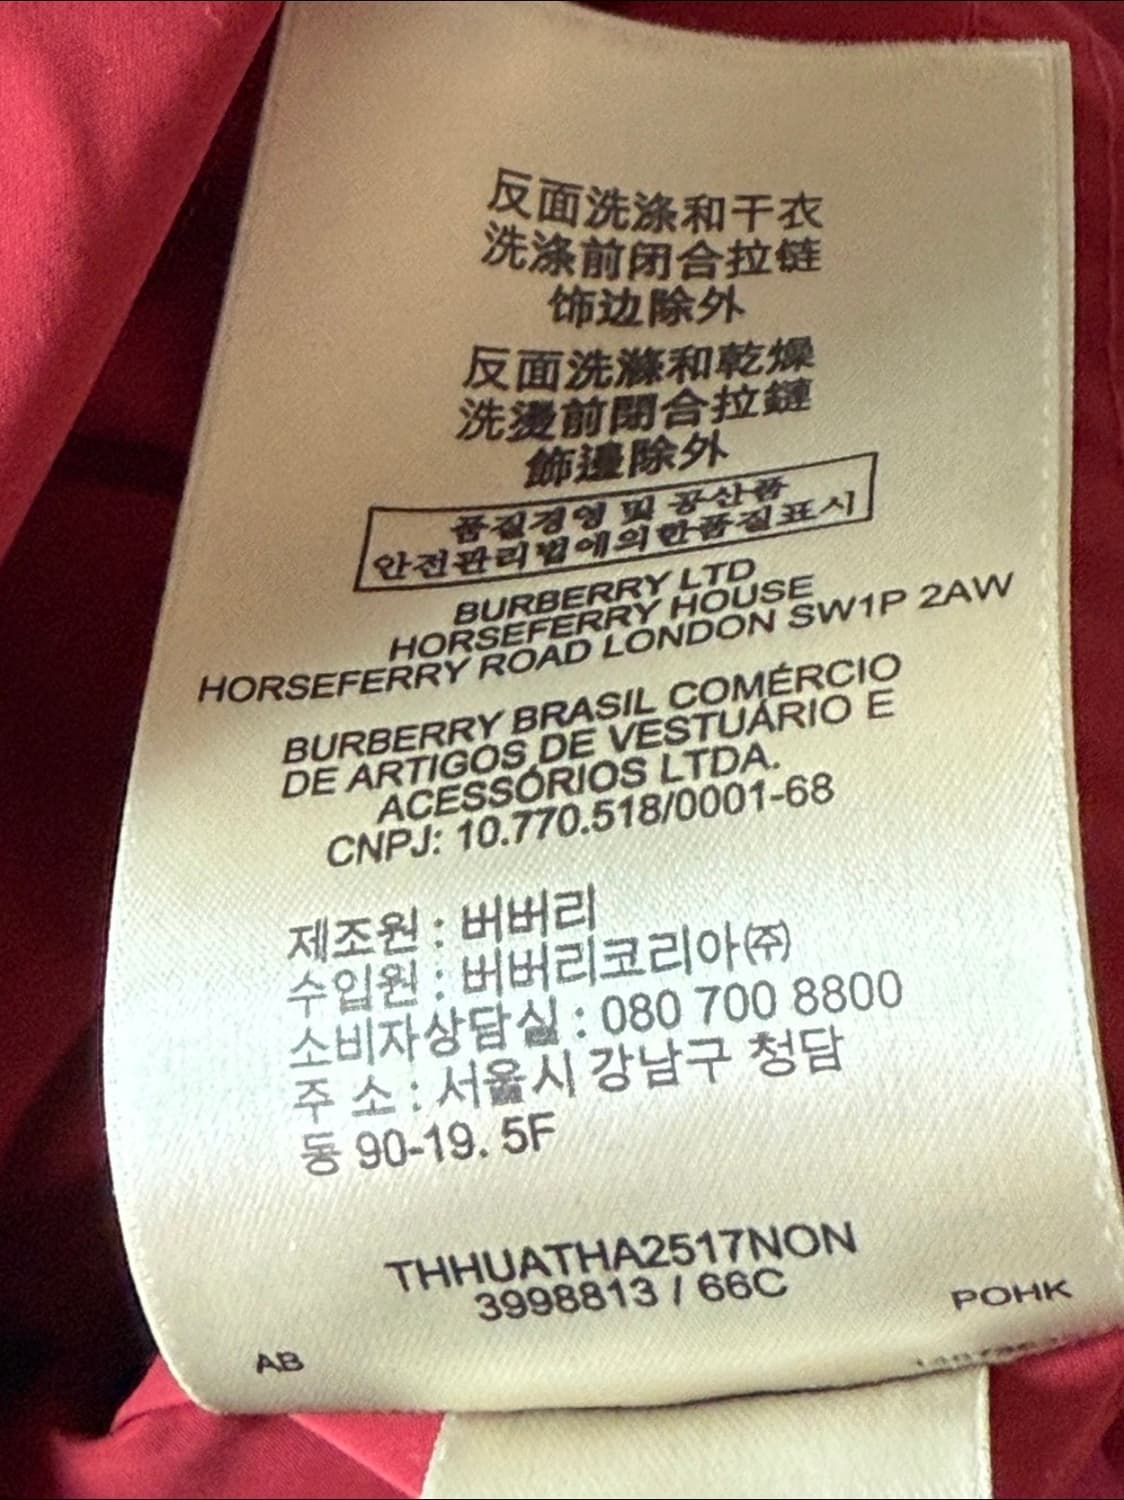 反面洗涤和干衣
洗涤前闭合拉链
饰边除外
反面洗滌和乾燥
洗燙前閉合拉鏈
飾邊除外
품질경영 및 공산품
안전관리법에의한품질표시
BURBERRY LTD
HORSEFERRY HOUSE
HORSEFERRY ROAD LONDON SW1P 2AW
BURBERRY BRASIL COMÉRCIO
DE ARTIGOS DE VESTUÁRIO E
ACESSÓRIOS LTDA.
CNPJ: 10.770.518/0001-68
제조원 : 버버리
수입원 : 버버리코리아㈜
소비자상담실 : 080 700 8800
주 소 : 서울시 강남구 청담
동 90-19. 5F
THHUATHA2517NON
3998813 / 66C
POHK
AB